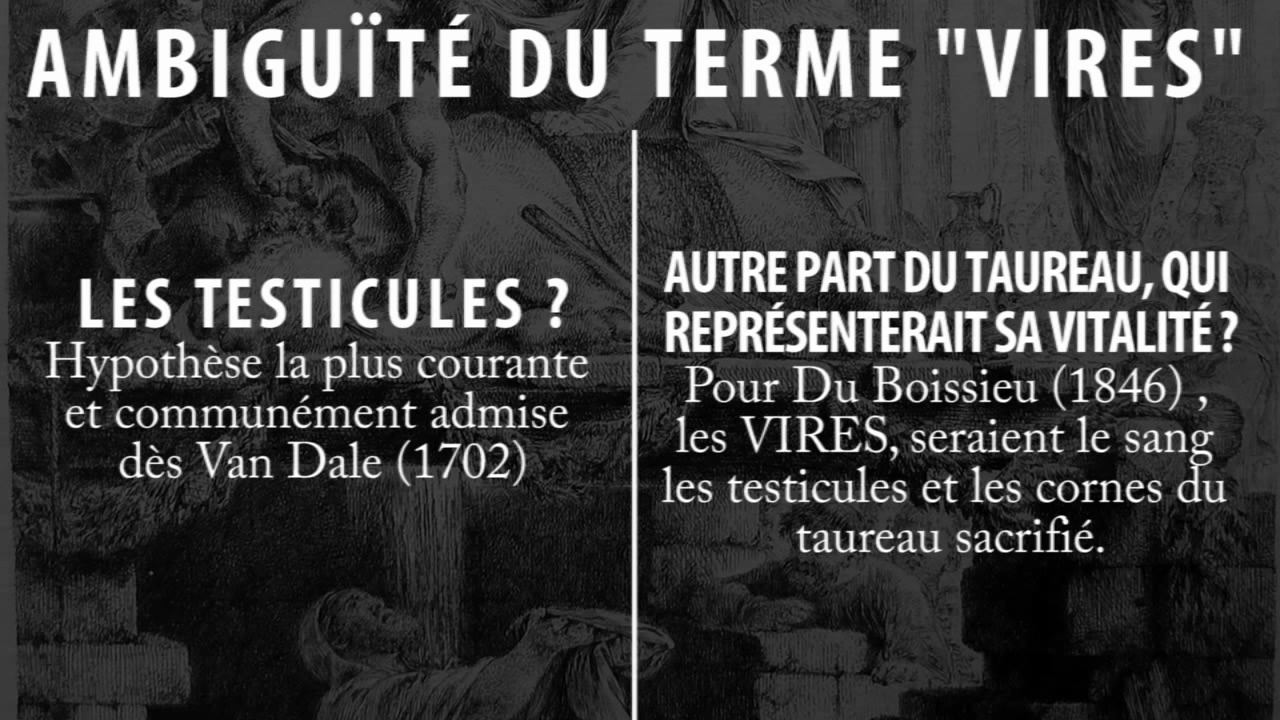 AMBIGUÏTÉ DU TERME "VIRES"
LES TESTICULES ?
Hypothèse la plus courante
et communément admise
dès Van Dale (1702)
AUTRE PART DU TAUREAU, QUI
REPRÉSENTERAIT SA VITALITÉ ?
Pour Du Boissieu (1846) ,
les VIRES, seraient le sang
les testicules et les cornes du
taureau sacrifié.